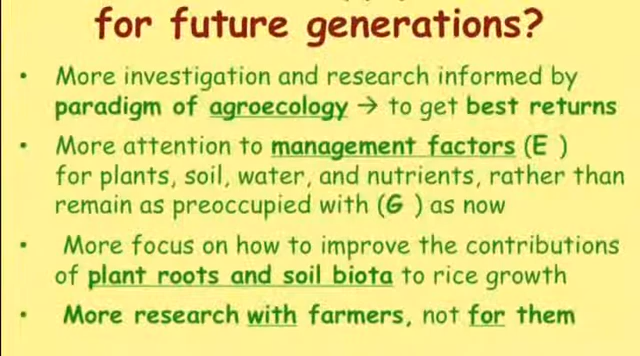 for future generations?
• More investigation and research informed by
paradigm of agroecology → to get best returns
• More attention to management factors (E )
for plants, soil, water, and nutrients, rather than
remain as preoccupied with (G ) as now
• More focus on how to improve the contributions
of plant roots and soil biota to rice growth
• More research with farmers, not for them